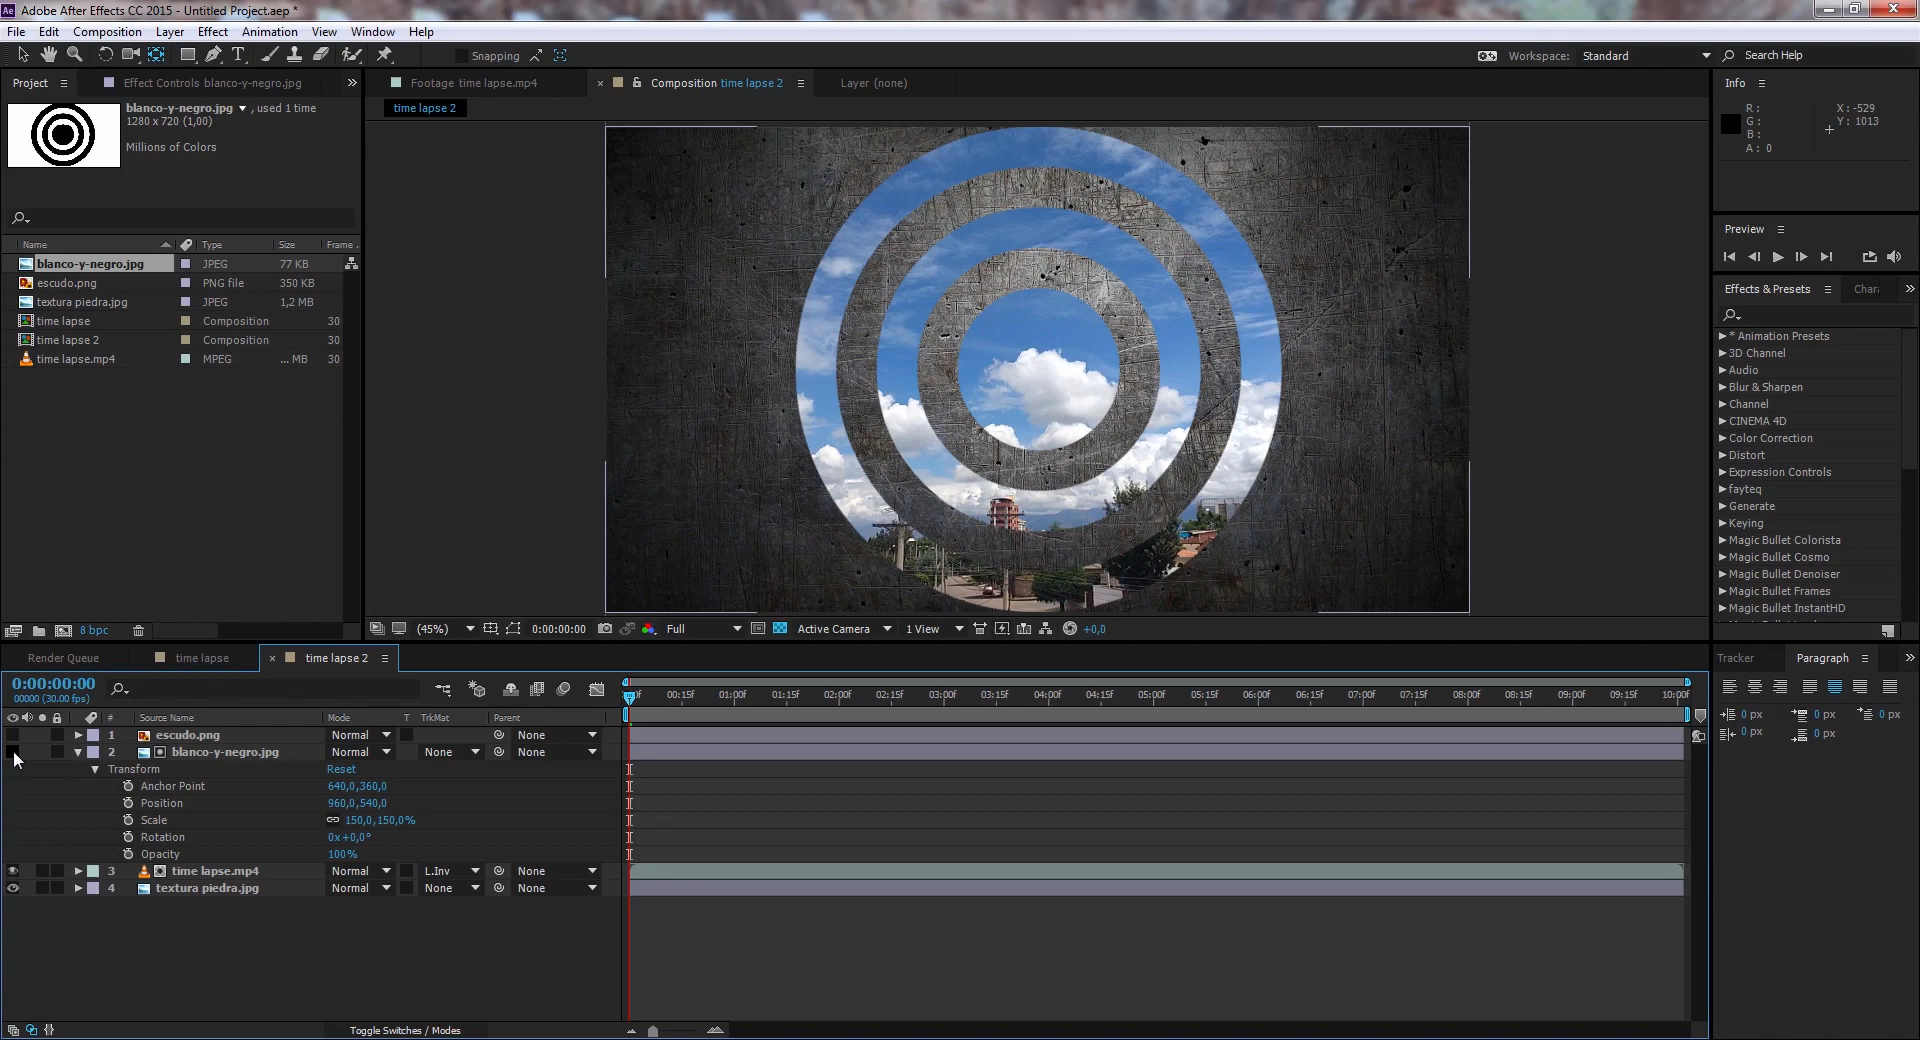 Adobe After Effects CC 2015 - Untitled Project.aep *
File Edit Composition Layer Effect Animation View Window Help
Snapping
Workspace: Standard
Search Help
Project
Effect Controls blanco-y-negro.jpg
Footage time lapse.mp4
Composition time lapse 2
Layer (none)
Info
time lapse 2
blanco-y-negro.jpg , used 1 time
1280 x 720 (1,00)
Millions of Colors
R :
G :
B :
A : 0
X : -529
Y : 1013
Preview
Name Type Size Frame ...
blanco-y-negro.jpg JPEG 77 KB
escudo.png PNG file 350 KB
textura piedra.jpg JPEG 1,2 MB
time lapse Composition 30
time lapse 2 Composition 30
time lapse.mp4 MPEG ... MB 30
Effects & Presets
Chara
* Animation Presets
3D Channel
Audio
Blur & Sharpen
Channel
CINEMA 4D
Color Correction
Distort
Expression Controls
fayteq
Generate
Keying
Magic Bullet Colorista
Magic Bullet Cosmo
Magic Bullet Denoiser
Magic Bullet Frames
Magic Bullet InstantHD
8 bpc
(45%) 0:00:00:00 Full Active Camera 1 View +0,0
Render Queue time lapse time lapse 2
Tracker Paragraph
0:00:00:00
00000 (30.00 fps)
00:15f 01:00f 01:15f 02:00f 02:15f 03:00f 03:15f 04:00f 04:15f 05:00f 05:15f 06:00f 06:15f 07:00f 07:15f 08:00f 08:15f 09:00f 09:15f 10:00f
0 px 0 px 0 px
0 px 0 px
# Source Name Mode T TrkMat Parent
1 escudo.png Normal None
2 blanco-y-negro.jpg Normal None None
Transform Reset
Anchor Point 640,0,360,0
Position 960,0,540,0
Scale 150,0,150,0%
Rotation 0x+0,0°
Opacity 100%
3 time lapse.mp4 Normal L.Inv None
4 textura piedra.jpg Normal None None
Toggle Switches / Modes